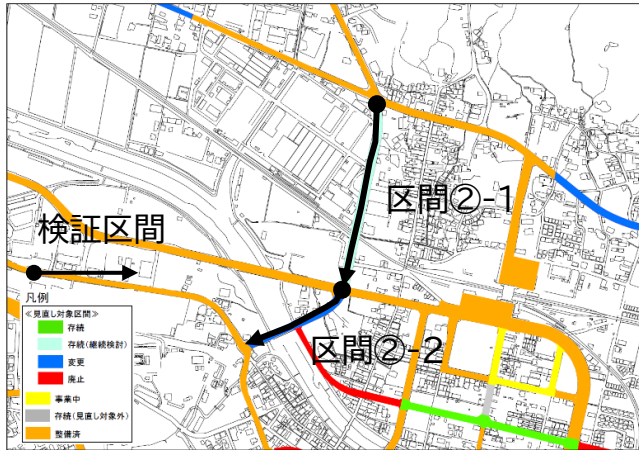 区間②-1
検証区間
区間②-2
凡例
≪見直し対象区間≫
存続
存続(継続検討)
変更
廃止
事業中
存続(見直し対象外)
整備済